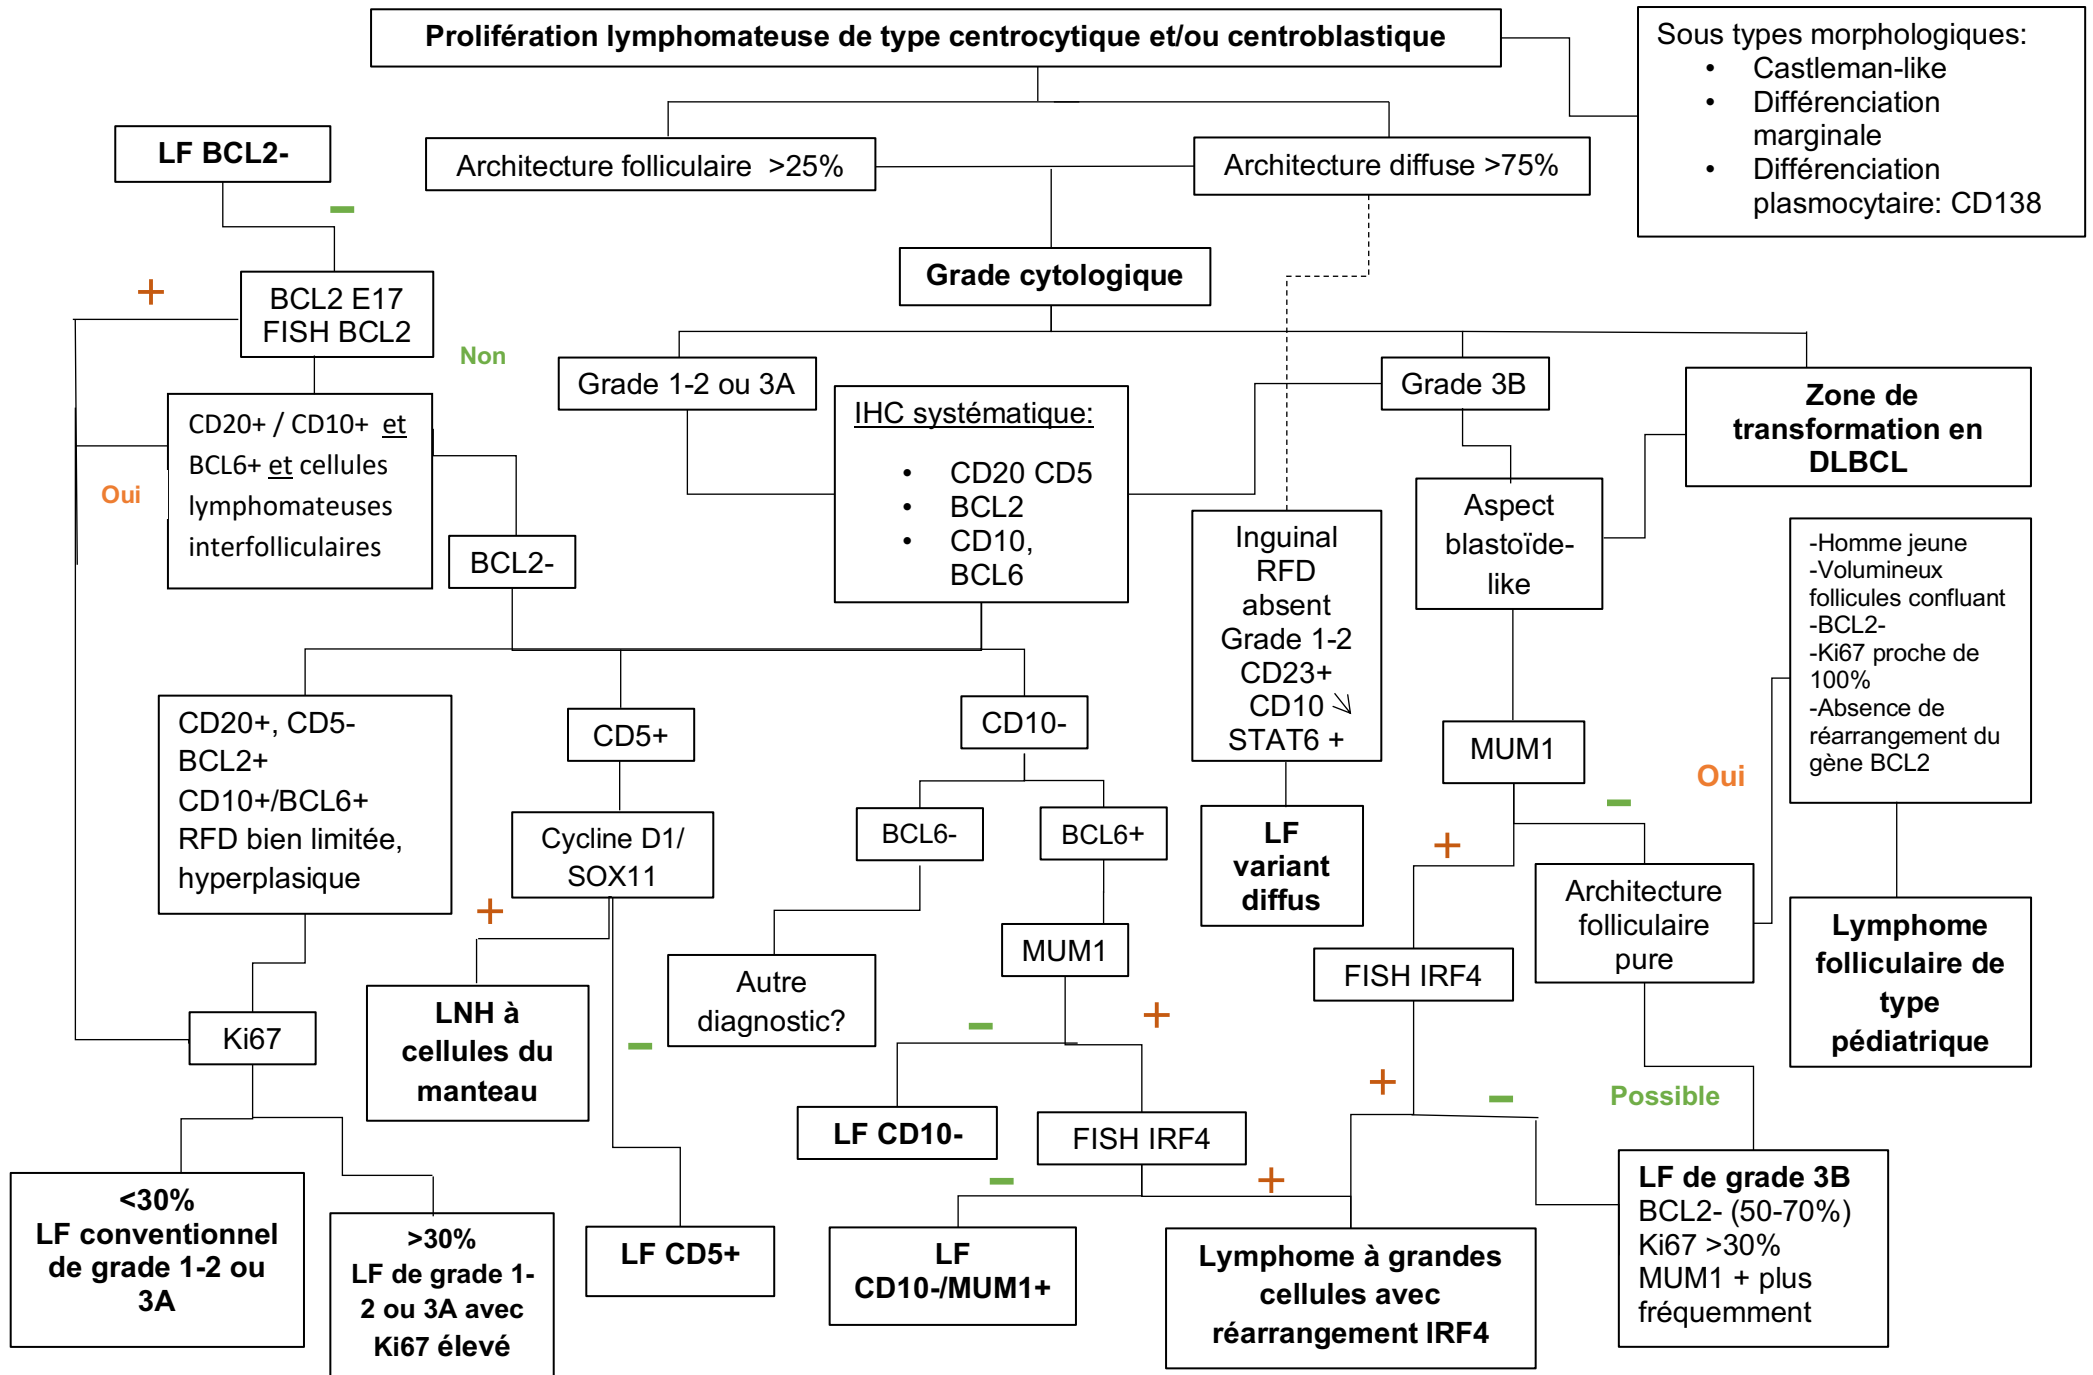 Prolifération lymphomateuse de type centrocytique et/ou centroblastique
Sous types morphologiques:
• Castleman-like
• Différenciation
marginale
• Différenciation
plasmocytaire: CD138
LF BCL2-
Architecture folliculaire >25%
Architecture diffuse >75%
Grade cytologique
+
BCL2 E17
FISH BCL2
Non
Oui
CD20+ / CD10+ et
BCL6+ et cellules
lymphomateuses
interfolliculaires
BCL2-
Grade 1-2 ou 3A
IHC systématique:
• CD20 CD5
• BCL2
• CD10,
BCL6
Grade 3B
Zone de
transformation en
DLBCL
Aspect
blastoïde-
like
Inguinal
RFD
absent
Grade 1-2
CD23+
CD10 ↘
STAT6 +
-Homme jeune
-Volumineux
follicules confluant
-BCL2-
-Ki67 proche de
100%
-Absence de
réarrangement du
gène BCL2
CD20+, CD5-
BCL2+
CD10+/BCL6+
RFD bien limitée,
hyperplasique
CD5+
CD10-
MUM1
Oui
Cycline D1/
SOX11
BCL6-
BCL6+
LF
variant
diffus
+
-
Architecture
folliculaire
pure
Lymphome
folliculaire de
type
pédiatrique
+
-
Autre
diagnostic?
MUM1
FISH IRF4
Ki67
LNH à
cellules du
manteau
-
+
LF CD10-
FISH IRF4
+
-
Possible
<30%
LF conventionnel
de grade 1-2 ou
3A
>30%
LF de grade 1-
2 ou 3A avec
Ki67 élevé
LF CD5+
-
+
LF
CD10-/MUM1+
Lymphome à grandes
cellules avec
réarrangement IRF4
LF de grade 3B
BCL2- (50-70%)
Ki67 >30%
MUM1 + plus
fréquemment